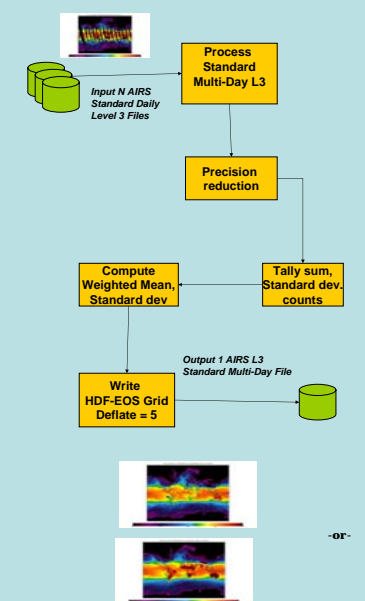 Process
Standard
Multi-Day L3
Input N AIRS
Standard Daily
Level 3 Files
Precision
reduction
Compute
Weighted Mean,
Standard dev
Tally sum,
Standard dev.
counts
Output 1 AIRS L3
Standard Multi-Day File
Write
HDF-EOS Grid
Deflate = 5
-or-